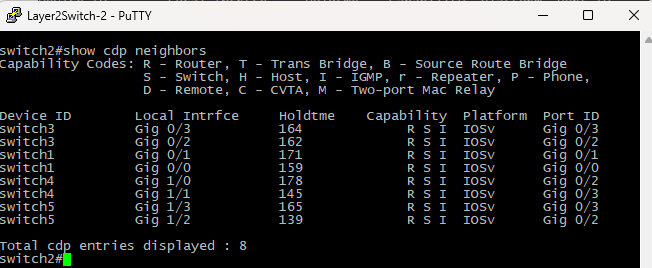 Layer2Switch-2 - PuTTY
switch2#show cdp neighbors
Capability Codes: R - Router, T - Trans Bridge, B - Source Route Bridge
                  S - Switch, H - Host, I - IGMP, r - Repeater, P - Phone,
                  D - Remote, C - CVTA, M - Two-port Mac Relay
Device ID        Local Intrfce     Holdtme    Capability  Platform  Port ID
switch3          Gig 0/3           164             R S I  IOSv      Gig 0/3
switch3          Gig 0/2           162             R S I  IOSv      Gig 0/2
switch1          Gig 0/1           171             R S I  IOSv      Gig 0/1
switch1          Gig 0/0           159             R S I  IOSv      Gig 0/0
switch4          Gig 1/0           178             R S I  IOSv      Gig 0/2
switch4          Gig 1/1           145             R S I  IOSv      Gig 0/3
switch5          Gig 1/3           165             R S I  IOSv      Gig 0/3
switch5          Gig 1/2           139             R S I  IOSv      Gig 0/2
Total cdp entries displayed : 8
switch2#